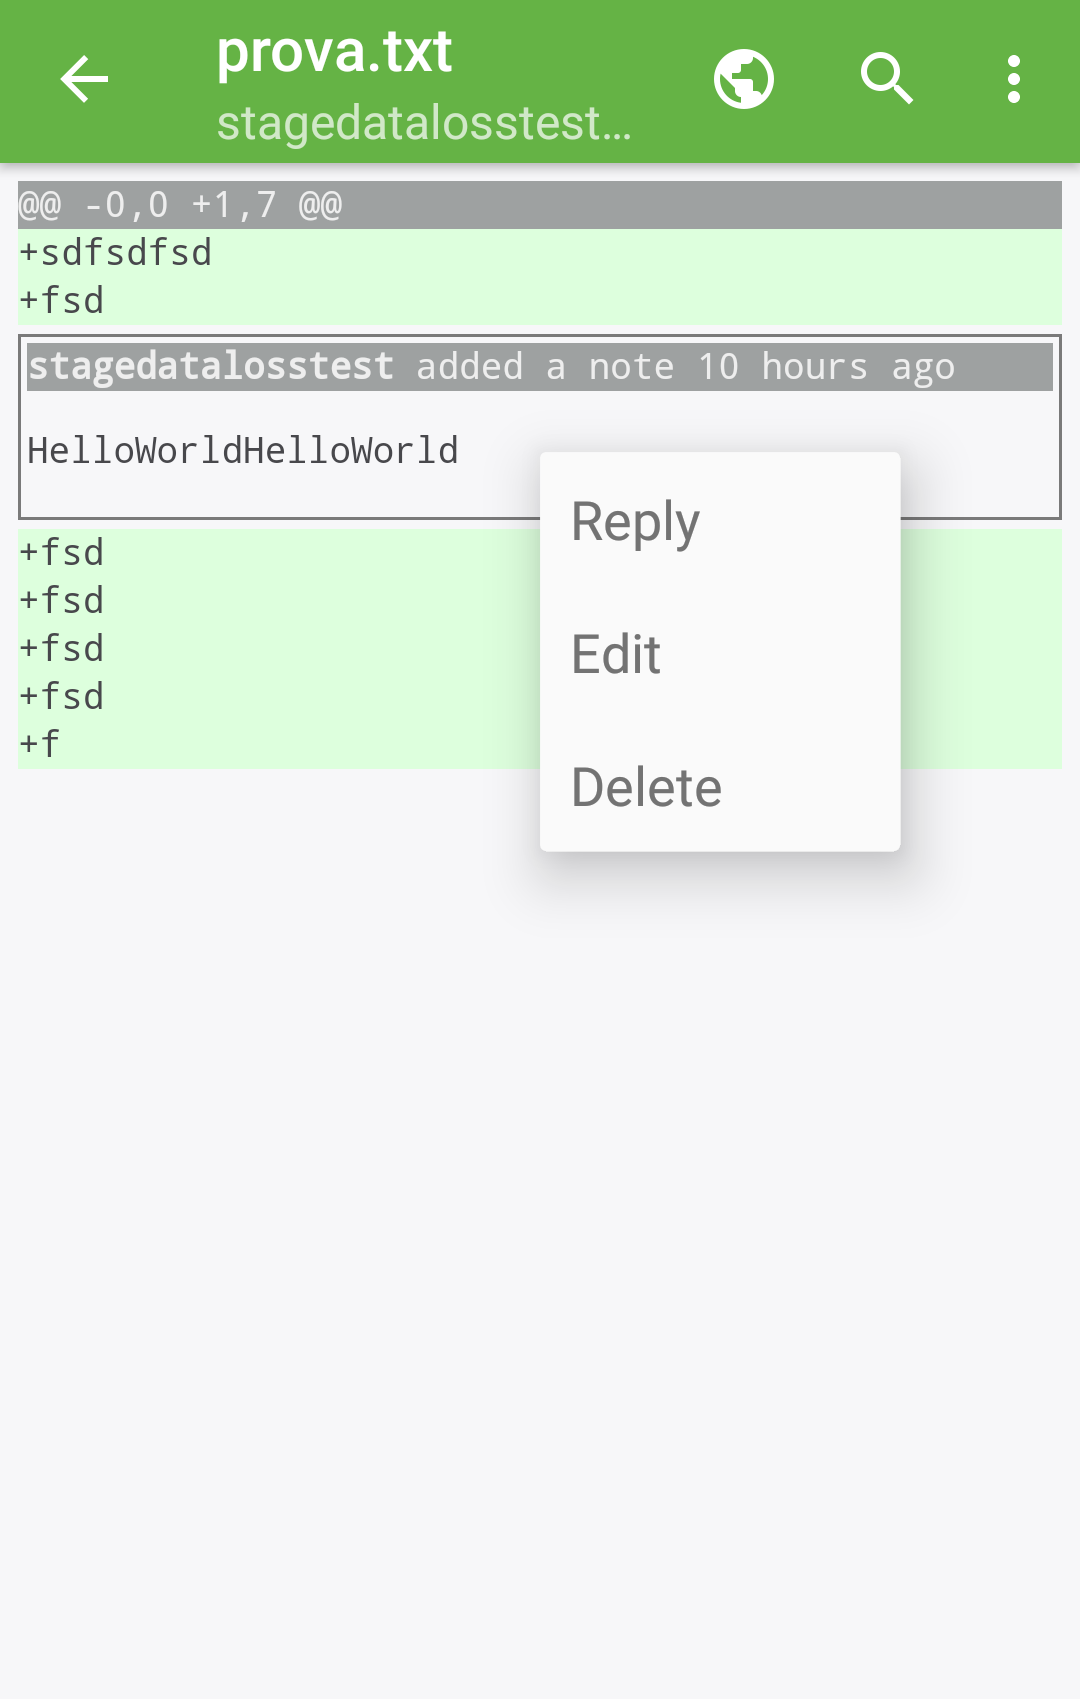 prova.txt
stagedatalosstest...
@@ -0,0 +1,7 @@
+sdfsdfsd
+fsd
stagedatalosstest added a note 10 hours ago
HelloWorldHelloWorld
Reply
+fsd
+fsd
+fsd
Edit
+fsd
+f
Delete